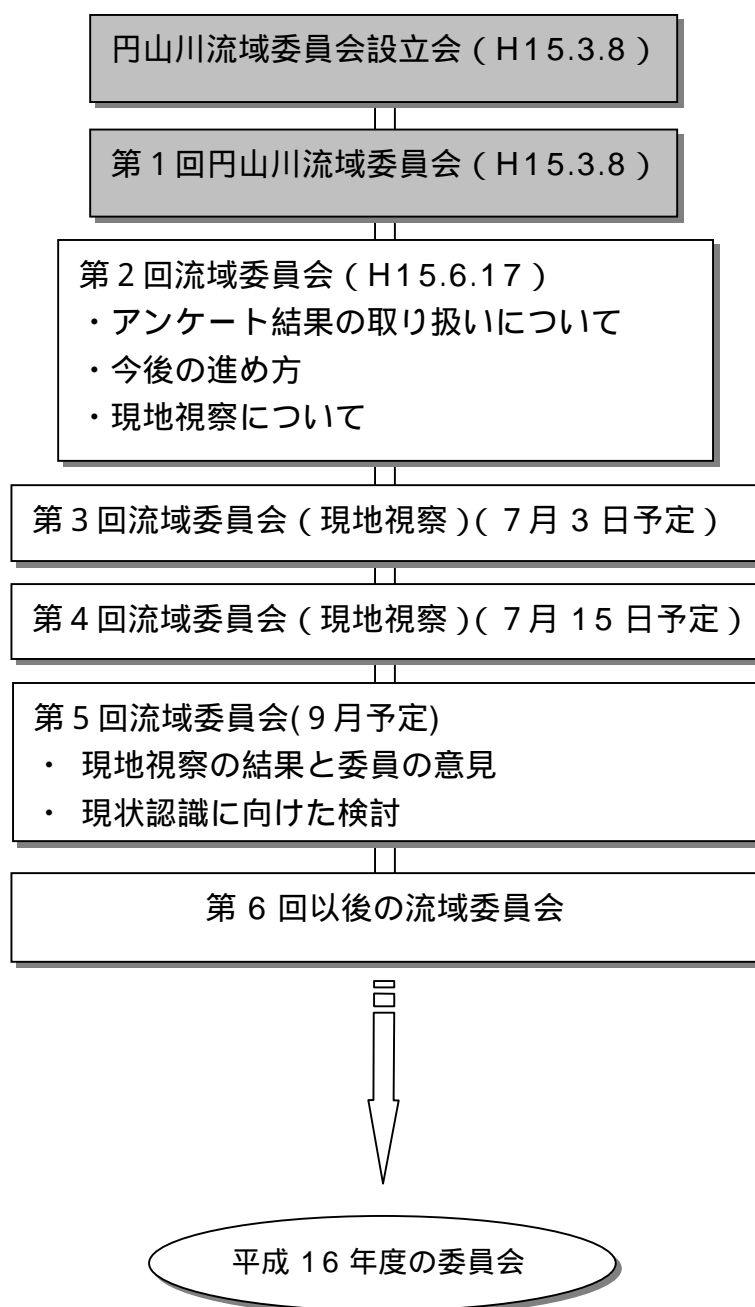 円山川流域委員会設立会（H15.3.8）
第１回円山川流域委員会（H15.3.8）
第２回流域委員会（H15.6.17）
・アンケート結果の取り扱いについて
・今後の進め方
・現地視察について
第３回流域委員会（現地視察）（７月３日予定）
第４回流域委員会（現地視察）（７月15日予定）
第５回流域委員会(９月予定)
・ 現地視察の結果と委員の意見
・ 現状認識に向けた検討
第６回以後の流域委員会
平成16年度の委員会